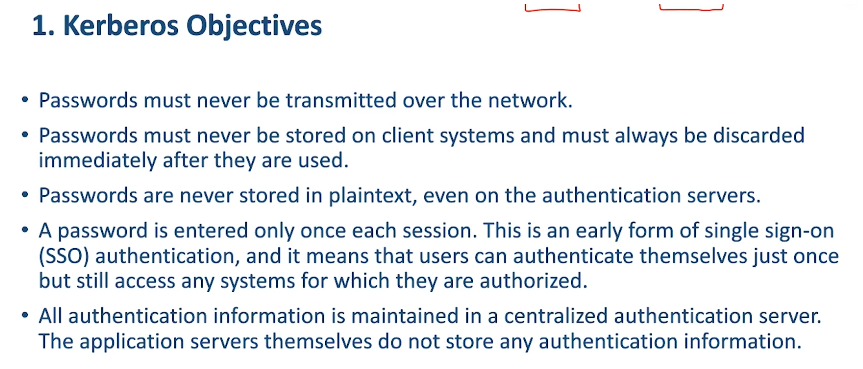 1. Kerberos Objectives
• Passwords must never be transmitted over the network.
• Passwords must never be stored on client systems and must always be discarded
immediately after they are used.
• Passwords are never stored in plaintext, even on the authentication servers.
• A password is entered only once each session. This is an early form of single sign-on
(SSO) authentication, and it means that users can authenticate themselves just once
but still access any systems for which they are authorized.
• All authentication information is maintained in a centralized authentication server.
The application servers themselves do not store any authentication information.